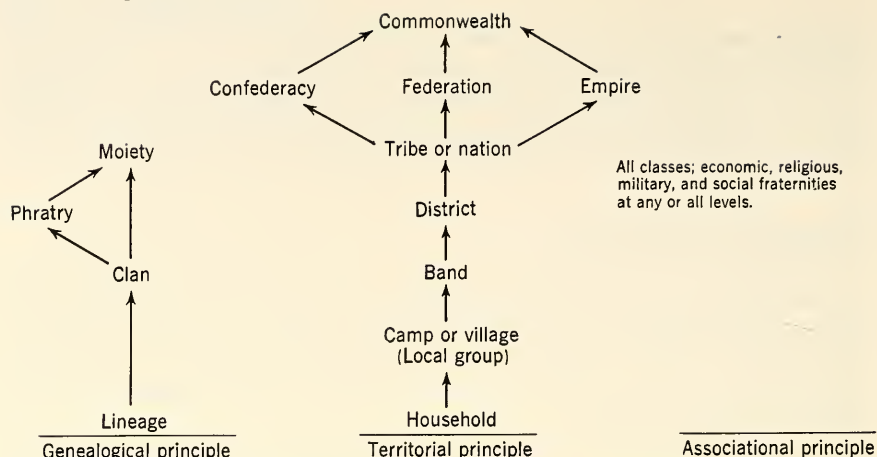 Commonwealth
Confederacy
Federation
Empire
Tribe or nation
Moiety
Phratry
District
Clan
Band
Camp or village
(Local group)
Lineage
Household
All classes; economic, religious,
military, and social fraternities
at any or all levels.
Genealogical principle
Territorial principle
Associational principle